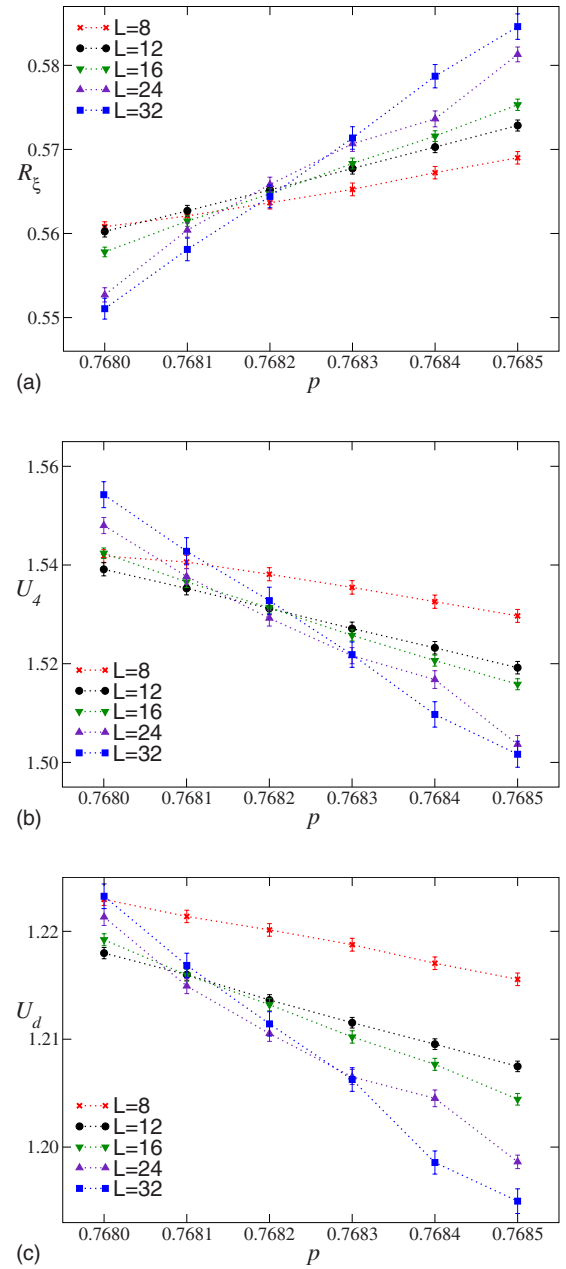 0.58
0.57
R_ξ
0.56
0.55
L=8
L=12
L=16
L=24
L=32
0.7680 0.7681 0.7682 0.7683 0.7684 0.7685
(a)
p
1.56
1.54
U_4
1.52
1.50
L=8
L=12
L=16
L=24
L=32
0.7680 0.7681 0.7682 0.7683 0.7684 0.7685
(b)
p
1.22
U_d
1.21
1.20
L=8
L=12
L=16
L=24
L=32
0.7680 0.7681 0.7682 0.7683 0.7684 0.7685
(c)
p